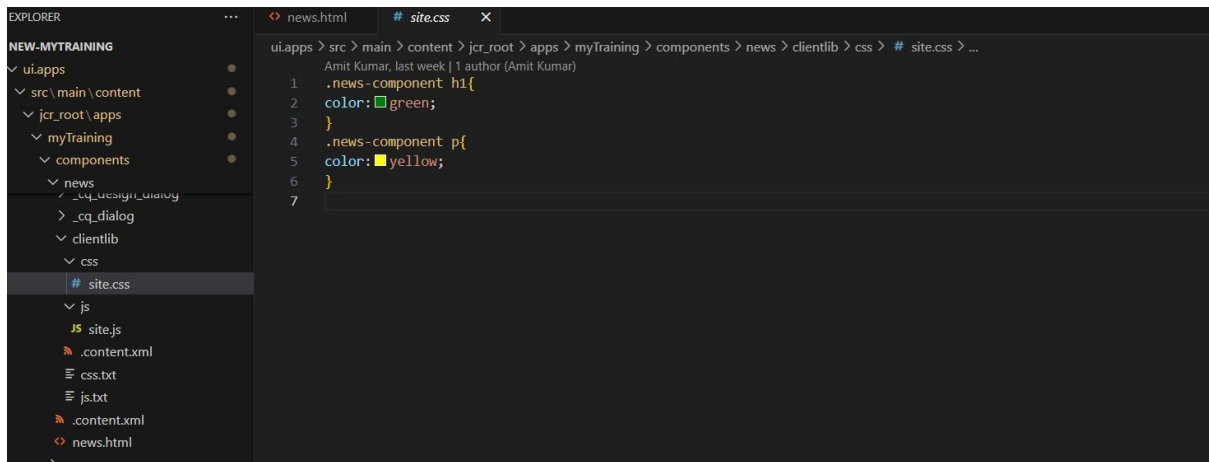 EXPLORER
...
NEW-MYTRAINING
ui.apps
src\main\content
jcr_root\apps
myTraining
components
news
_cq_design_dialog
_cq_dialog
clientlib
css
# site.css
js
JS site.js
.content.xml
css.txt
js.txt
.content.xml
<> news.html
<> news.html # site.css X
ui.apps > src > main > content > jcr_root > apps > myTraining > components > news > clientlib > css > # site.css > ...
Amit Kumar, last week | 1 author (Amit Kumar)
1 .news-component h1{
2 color: green;
3 }
4 .news-component p{
5 color: yellow;
6 }
7